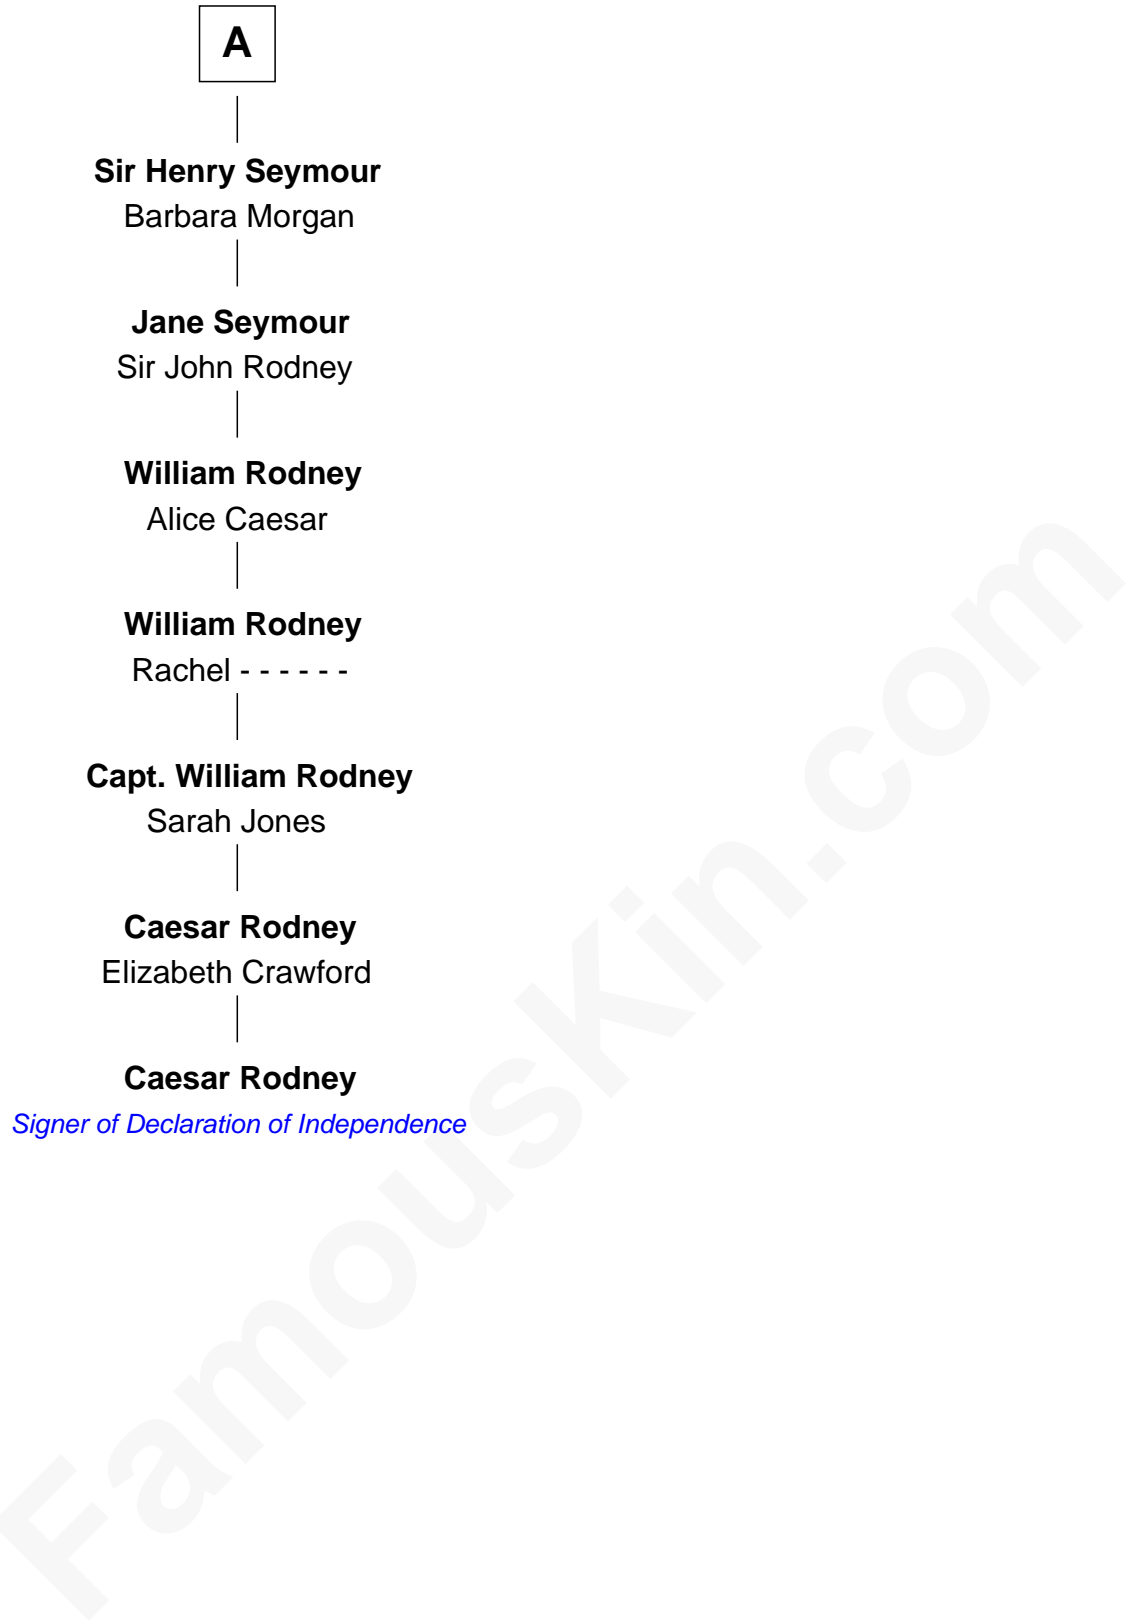 A
Sir Henry Seymour
Barbara Morgan
Jane Seymour
Sir John Rodney
William Rodney
Alice Caesar
William Rodney
Rachel - - - - - -
Capt. William Rodney
Sarah Jones
Caesar Rodney
Elizabeth Crawford
Caesar Rodney
Signer of Declaration of Independence
FamousKin.com